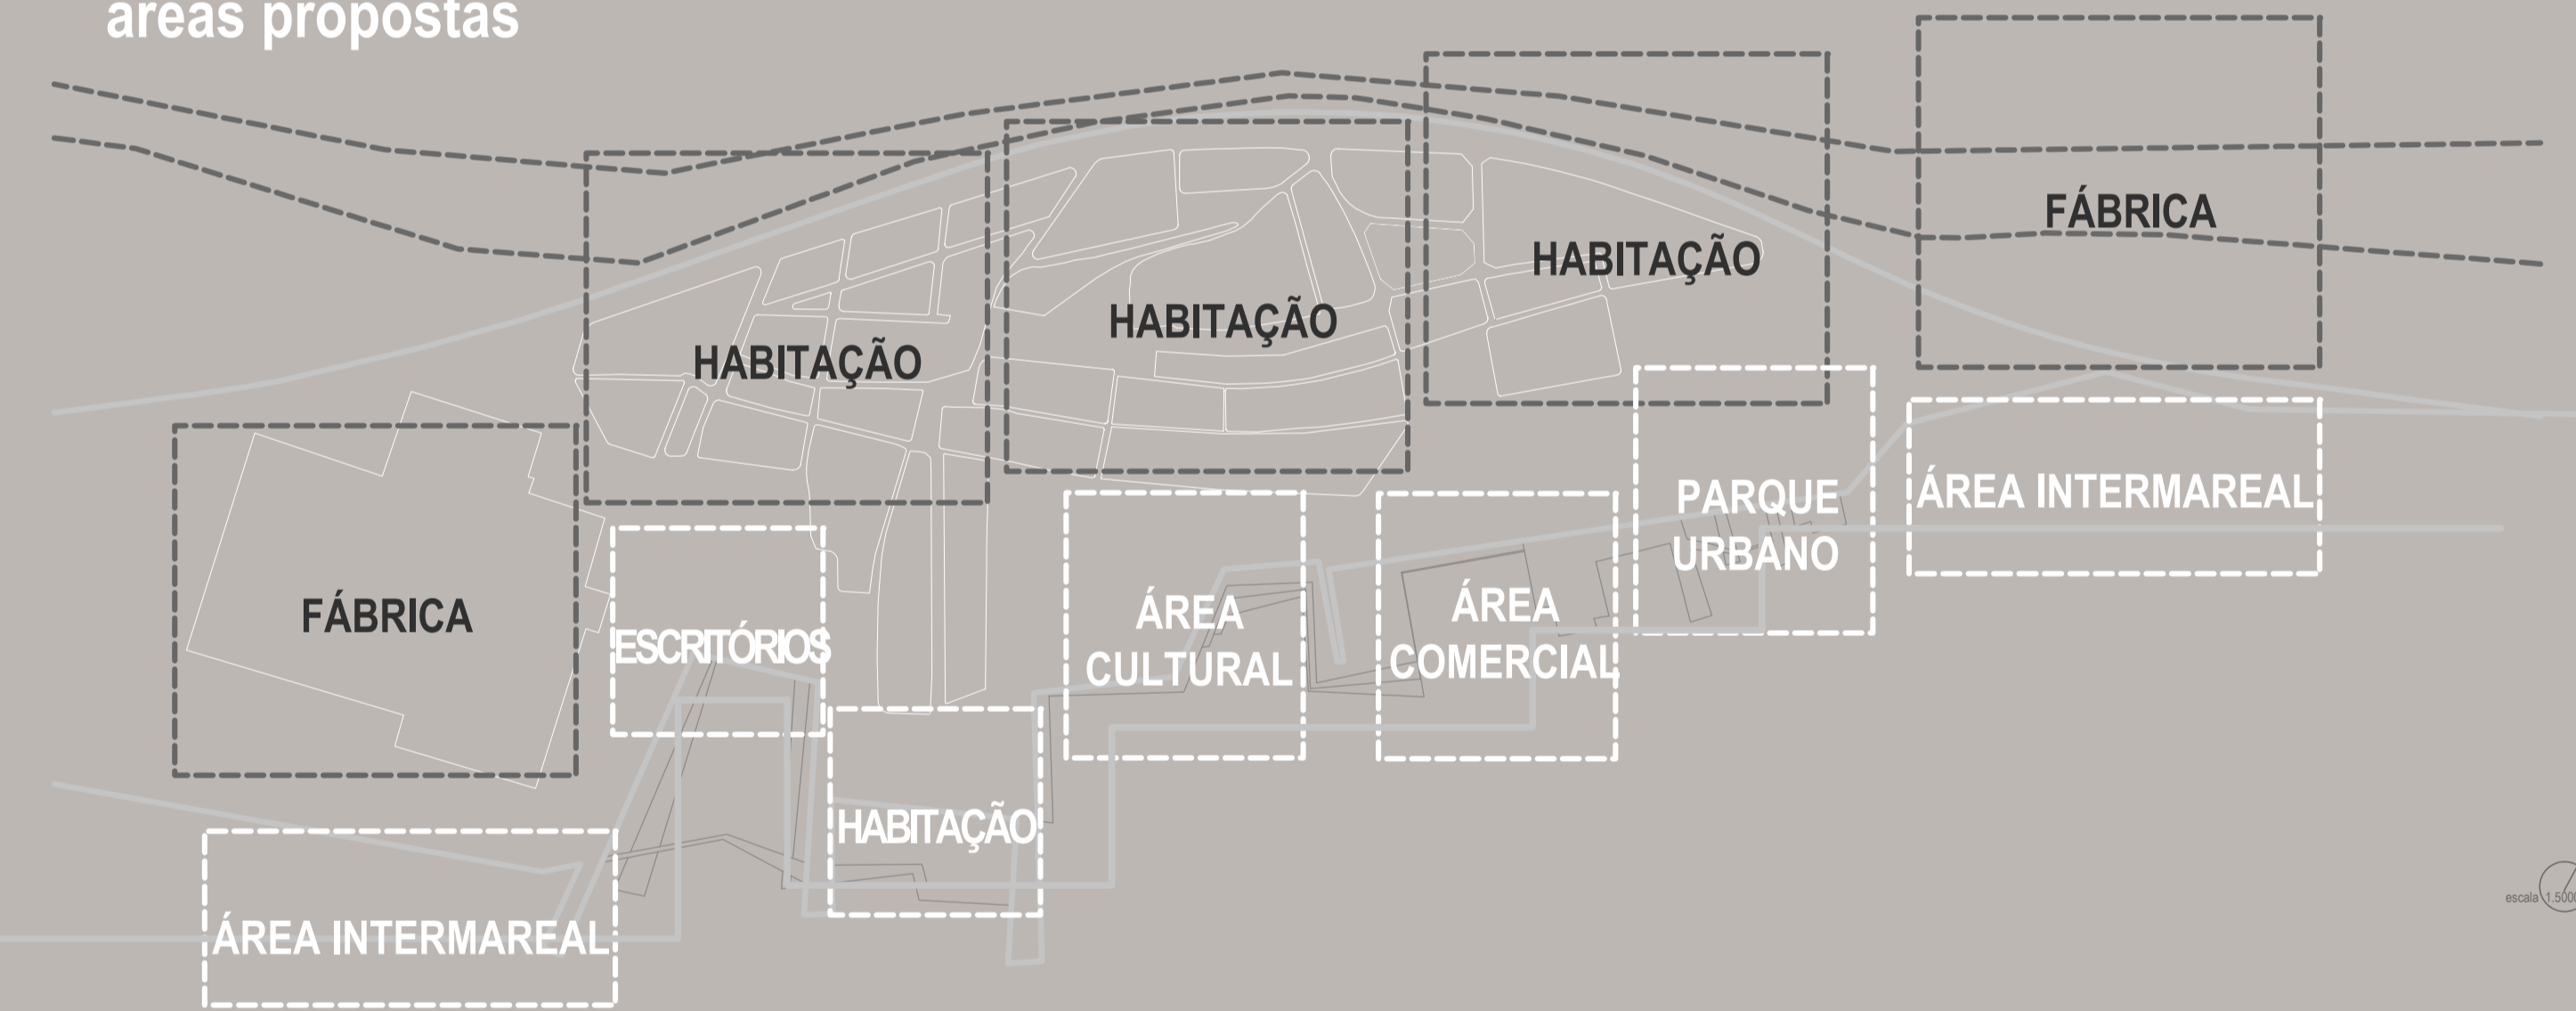 áreas propostas
FÁBRICA
HABITAÇÃO
HABITAÇÃO
HABITAÇÃO
PARQUE
URBANO
ÁREA INTERMAREAL
FÁBRICA
ESCRITÓRIOS
ÁREA
CULTURAL
ÁREA
COMERCIAL
HABITAÇÃO
ÁREA INTERMAREAL
escala 1.5000